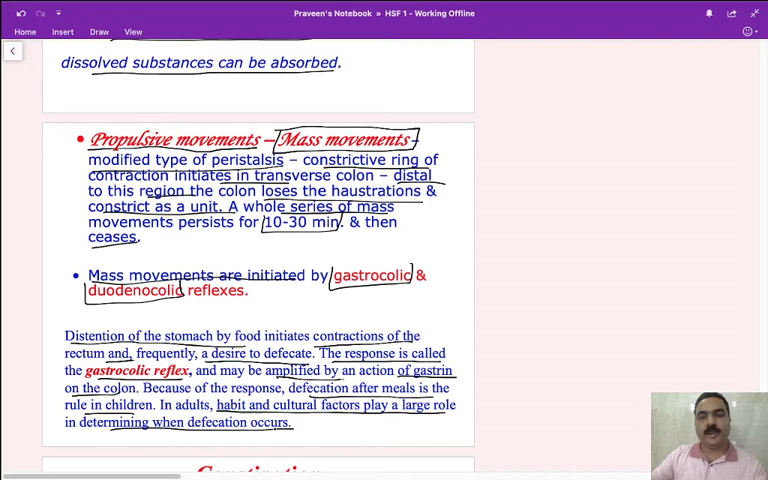 Praveen's Notebook » HSF 1 - Working Offline
Home Insert Draw View
dissolved substances can be absorbed.
• Propulsive movements – Mass movements –
modified type of peristalsis – constrictive ring of
contraction initiates in transverse colon – distal
to this region the colon loses the haustrations &
constrict as a unit. A whole series of mass
movements persists for 10-30 min. & then
ceases.
• Mass movements are initiated by gastrocolic &
duodenocolic reflexes.
Distention of the stomach by food initiates contractions of the
rectum and, frequently, a desire to defecate. The response is called
the gastrocolic reflex, and may be amplified by an action of gastrin
on the colon. Because of the response, defecation after meals is the
rule in children. In adults, habit and cultural factors play a large role
in determining when defecation occurs.
Constipation